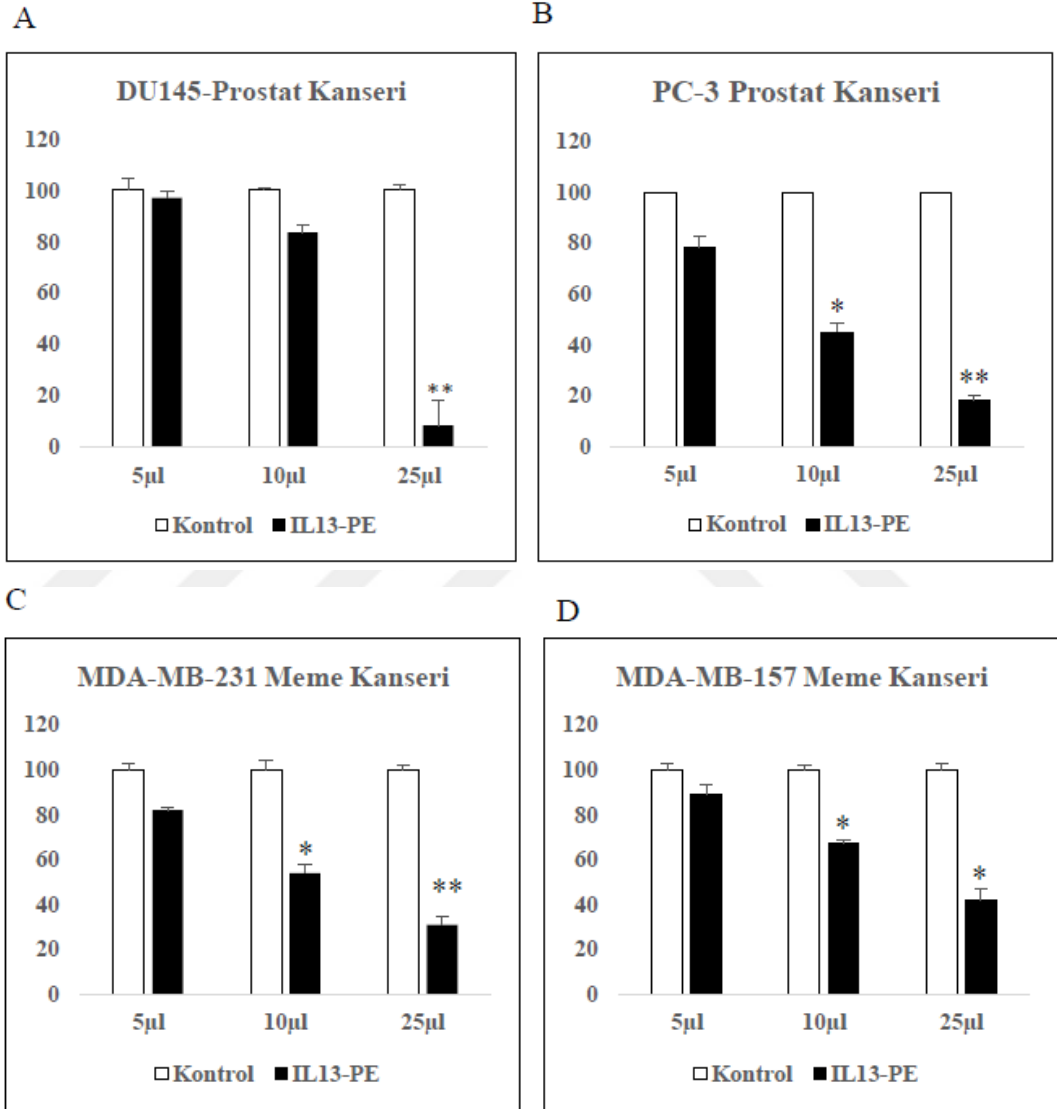 A
DU145-Prostat Kanseri
120
100
80
60
40
20
0
**
5µl 10µl 25µl
Kontrol IL13-PE
B
PC-3 Prostat Kanseri
120
100
80
60
40
20
0
*
**
5µl 10µl 25µl
Kontrol IL13-PE
C
MDA-MB-231 Meme Kanseri
120
100
80
60
40
20
0
*
**
5µl 10µl 25µl
Kontrol IL13-PE
D
MDA-MB-157 Meme Kanseri
120
100
80
60
40
20
0
*
*
5µl 10µl 25µl
Kontrol IL13-PE